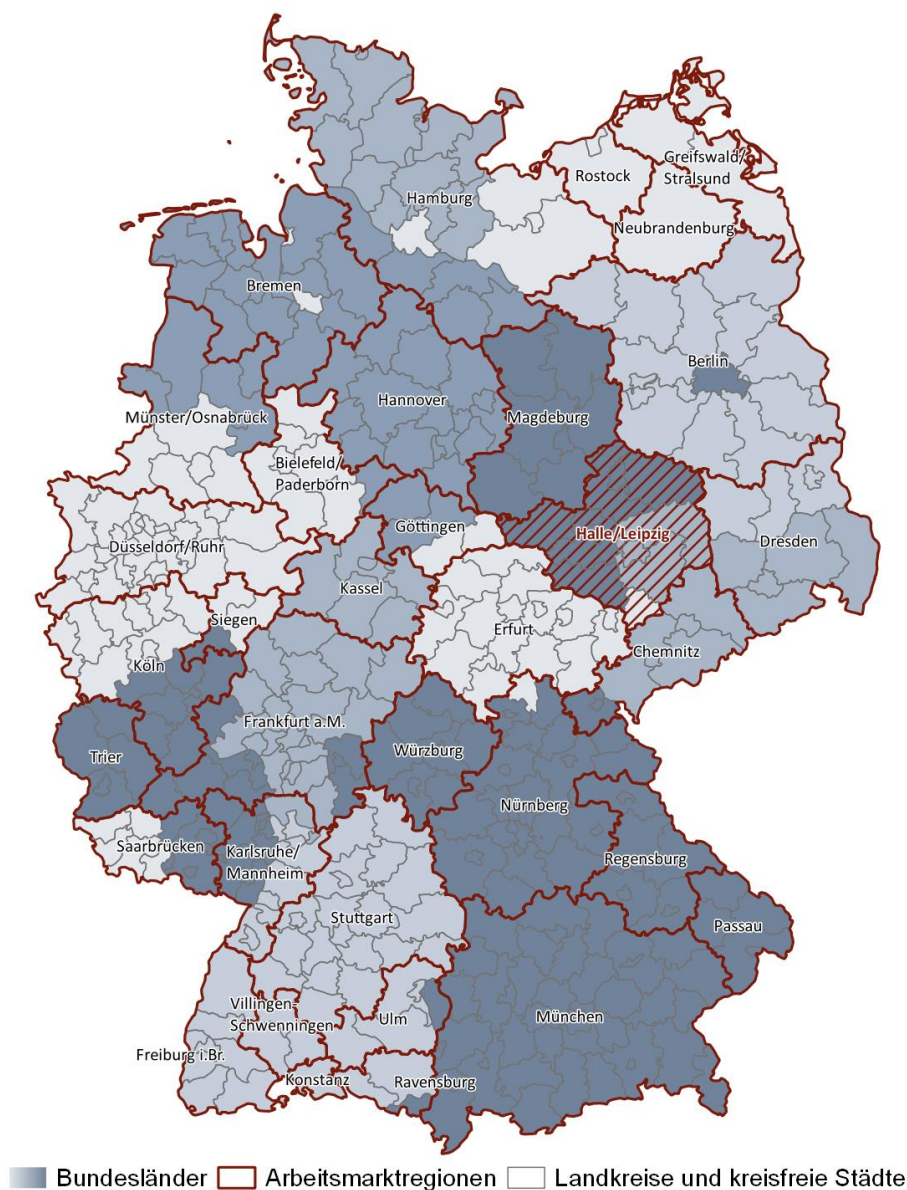 Greifswald/
Stralsund
Rostock
Hamburg
Neubrandenburg
Bremen
Berlin
Hannover
Münster/Osnabrück
Magdeburg
Bielefeld/
Paderborn
Göttingen
Halle/Leipzig
Düsseldorf/Ruhr
Dresden
Kassel
Siegen
Erfurt
Chemnitz
Köln
Frankfurt a.M.
Trier
Würzburg
Nürnberg
Saarbrücken
Karlsruhe/
Mannheim
Regensburg
Stuttgart
Passau
Villingen-
Schwenningen
Ulm
München
Freiburg i.Br.
Konstanz
Ravensburg
Bundesländer Arbeitsmarktregionen Landkreise und kreisfreie Städte